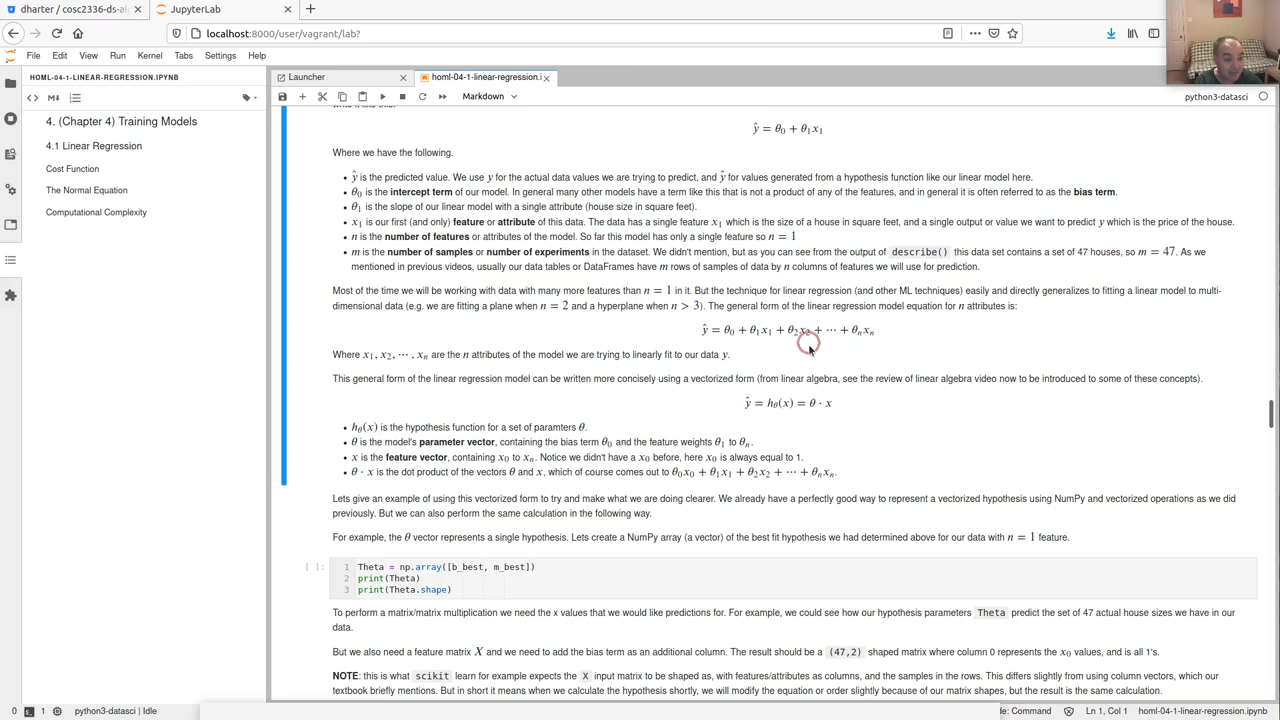 dharter / cosc2336-ds-al
JupyterLab
localhost:8000/user/vagrant/lab?
File Edit View Run Kernel Tabs Settings Help
HOML-04-1-LINEAR-REGRESSION.IPYNB
4. (Chapter 4) Training Models
4.1 Linear Regression
Cost Function
The Normal Equation
Computational Complexity
Launcher
homl-04-1-linear-regression.i
Markdown
python3-datasci
ŷ = θ₀ + θ₁x₁
Where we have the following.
• ŷ is the predicted value. We use y for the actual data values we are trying to predict, and ŷ for values generated from a hypothesis function like our linear model here.
• θ₀ is the intercept term of our model. In general many other models have a term like this that is not a product of any of the features, and in general it is often referred to as the bias term.
• θ₁ is the slope of our linear model with a single attribute (house size in square feet).
• x₁ is our first (and only) feature or attribute of this data. The data has a single feature x₁ which is the size of a house in square feet, and a single output or value we want to predict y which is the price of the house.
• n is the number of features or attributes of the model. So far this model has only a single feature so n = 1
• m is the number of samples or number of experiments in the dataset. We didn't mention, but as you can see from the output of describe() this data set contains a set of 47 houses, so m = 47. As we
mentioned in previous videos, usually our data tables or DataFrames have m rows of samples of data by n columns of features we will use for prediction.
Most of the time we will be working with data with many more features than n = 1 in it. But the technique for linear regression (and other ML techniques) easily and directly generalizes to fitting a linear model to multi-
dimensional data (e.g. we are fitting a plane when n = 2 and a hyperplane when n > 3). The general form of the linear regression model equation for n attributes is:
ŷ = θ₀ + θ₁x₁ + θ₂x₂ + ⋯ + θₙxₙ
Where x₁, x₂, ⋯ , xₙ are the n attributes of the model we are trying to linearly fit to our data y.
This general form of the linear regression model can be written more concisely using a vectorized form (from linear algebra, see the review of linear algebra video now to be introduced to some of these concepts).
ŷ = h_θ(x) = θ · x
• h_θ(x) is the hypothesis function for a set of paramters θ.
• θ is the model's parameter vector, containing the bias term θ₀ and the feature weights θ₁ to θₙ.
• x is the feature vector, containing x₀ to xₙ. Notice we didn't have a x₀ before, here x₀ is always equal to 1.
• θ · x is the dot product of the vectors θ and x, which of course comes out to θ₀x₀ + θ₁x₁ + θ₂x₂ + ⋯ + θₙxₙ.
Lets give an example of using this vectorized form to try and make what we are doing clearer. We already have a perfectly good way to represent a vectorized hypothesis using NumPy and vectorized operations as we did
previously. But we can also perform the same calculation in the following way.
For example, the θ vector represents a single hypothesis. Lets create a NumPy array (a vector) of the best fit hypothesis we had determined above for our data with n = 1 feature.
[ ]: 1 Theta = np.array([b_best, m_best])
2 print(Theta)
3 print(Theta.shape)
To perform a matrix/matrix multiplication we need the x values that we would like predictions for. For example, we could see how our hypothesis parameters Theta predict the set of 47 actual house sizes we have in our
data.
But we also need a feature matrix X and we need to add the bias term as an additional column. The result should be a (47,2) shaped matrix where column 0 represents the x₀ values, and is all 1's.
NOTE: this is what scikit learn for example expects the X input matrix to be shaped as, with features/attributes as columns, and the samples in the rows. This differs slightly from using column vectors, which our
textbook briefly mentions. But in short it means when we calculate the hypothesis shortly, we will modify the equation or order slightly because of our matrix shapes, but the result is the same calculation.
0 1 python3-datasci | Idle
de: Command Ln 1, Col 1 homl-04-1-linear-regression.ipynb